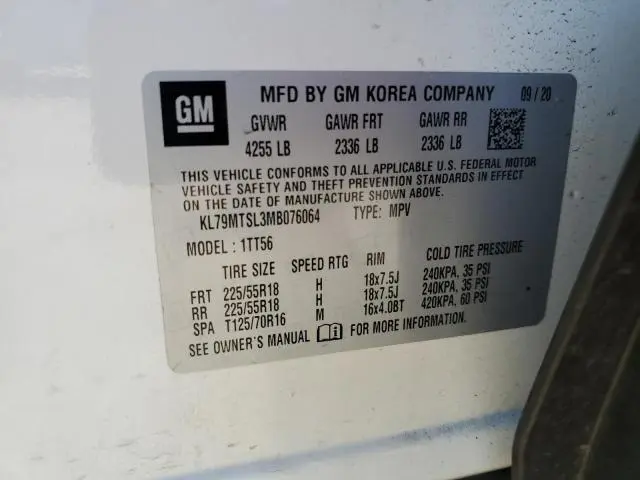 GM MFD BY GM KOREA COMPANY 09/20
GVWR GAWR FRT GAWR RR
4255 LB 2336 LB 2336 LB
THIS VEHICLE CONFORMS TO ALL APPLICABLE U.S. FEDERAL MOTOR
VEHICLE SAFETY AND THEFT PREVENTION STANDARDS IN EFFECT
ON THE DATE OF MANUFACTURE SHOWN ABOVE.
KL79MTSL3MB076064 TYPE: MPV
MODEL: 1TT56
TIRE SIZE SPEED RTG RIM COLD TIRE PRESSURE
FRT 225/55R18 H 18x7.5J 240KPA, 35 PSI
RR 225/55R18 H 18x7.5J 240KPA, 35 PSI
SPA T125/70R16 M 16x4.0BT 420KPA, 60 PSI
SEE OWNER'S MANUAL FOR MORE INFORMATION.